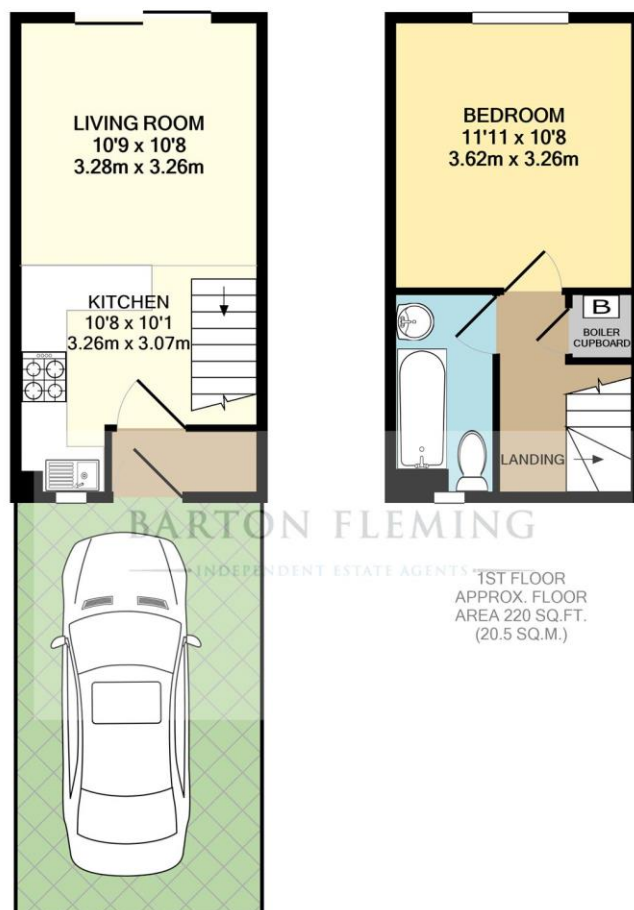 LIVING ROOM
10'9 x 10'8
3.28m x 3.26m
KITCHEN
10'8 x 10'1
3.26m x 3.07m
BEDROOM
11'11 x 10'8
3.62m x 3.26m
B
BOILER
CUPBOARD
LANDING
BARTON FLEMING
INDEPENDENT ESTATE AGENTS
1ST FLOOR
APPROX. FLOOR
AREA 220 SQ.FT.
(20.5 SQ.M.)